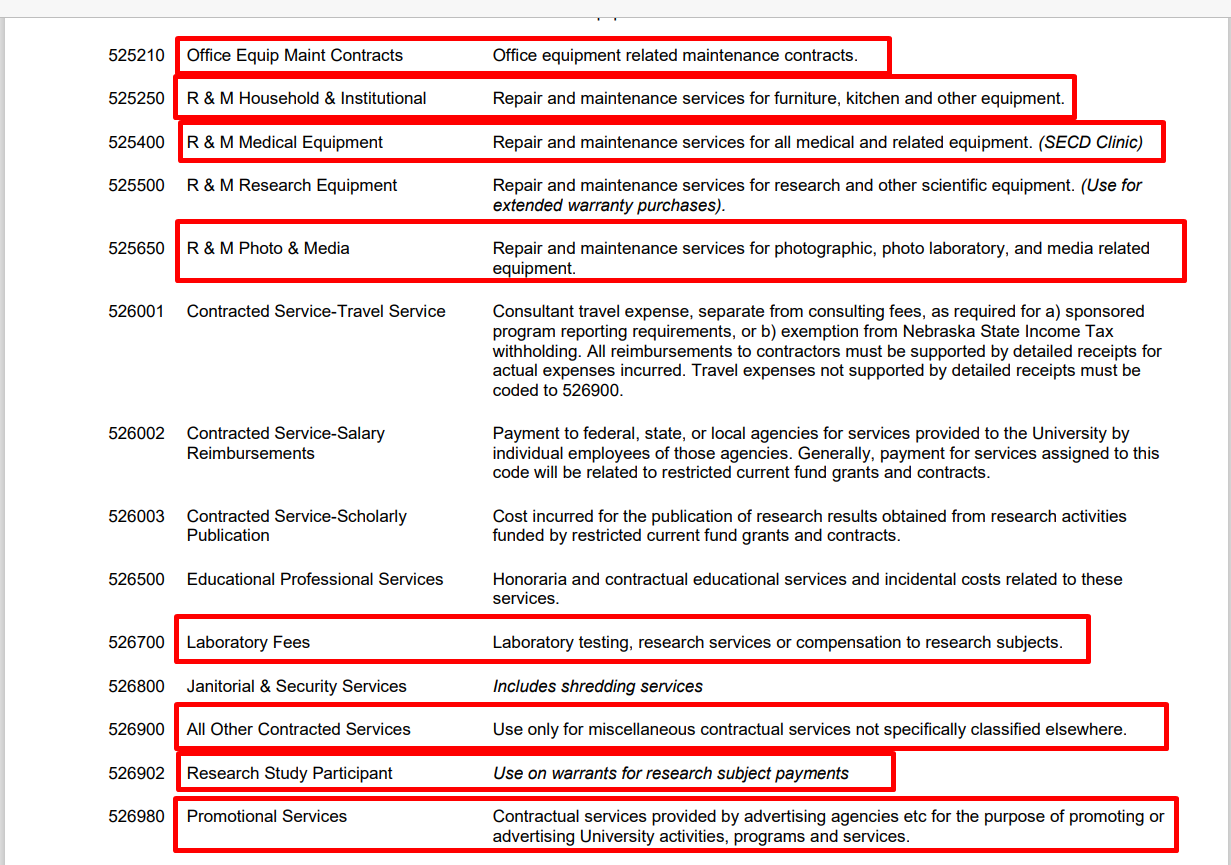 525210 Office Equip Maint Contracts Office equipment related maintenance contracts.
525250 R & M Household & Institutional Repair and maintenance services for furniture, kitchen and other equipment.
525400 R & M Medical Equipment Repair and maintenance services for all medical and related equipment. (SECD Clinic)
525500 R & M Research Equipment Repair and maintenance services for research and other scientific equipment. (Use for
extended warranty purchases).
525650 R & M Photo & Media Repair and maintenance services for photographic, photo laboratory, and media related
equipment.
526001 Contracted Service-Travel Service Consultant travel expense, separate from consulting fees, as required for a) sponsored
program reporting requirements, or b) exemption from Nebraska State Income Tax
withholding. All reimbursements to contractors must be supported by detailed receipts for
actual expenses incurred. Travel expenses not supported by detailed receipts must be
coded to 526900.
526002 Contracted Service-Salary Payment to federal, state, or local agencies for services provided to the University by
Reimbursements individual employees of those agencies. Generally, payment for services assigned to this
code will be related to restricted current fund grants and contracts.
526003 Contracted Service-Scholarly Cost incurred for the publication of research results obtained from research activities
Publication funded by restricted current fund grants and contracts.
526500 Educational Professional Services Honoraria and contractual educational services and incidental costs related to these
services.
526700 Laboratory Fees Laboratory testing, research services or compensation to research subjects.
526800 Janitorial & Security Services Includes shredding services
526900 All Other Contracted Services Use only for miscellaneous contractual services not specifically classified elsewhere.
526902 Research Study Participant Use on warrants for research subject payments
526980 Promotional Services Contractual services provided by advertising agencies etc for the purpose of promoting or
advertising University activities, programs and services.